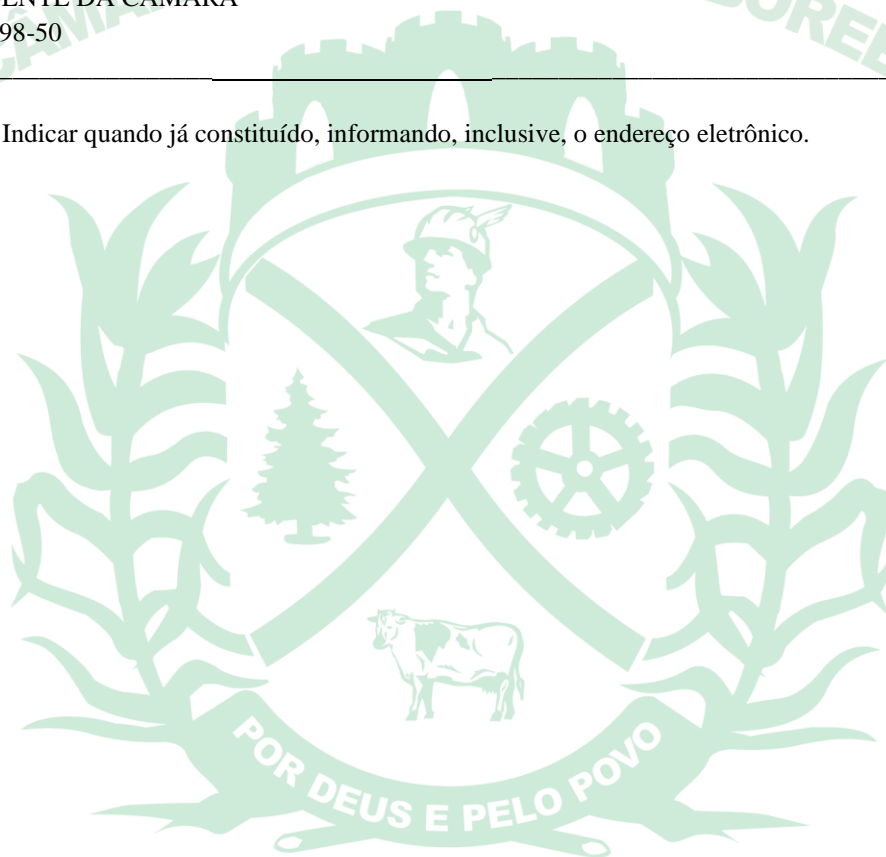 ENTE DA CÂMARA
98-50
Indicar quando já constituído, informando, inclusive, o endereço eletrônico.
POR DEUS E PELO POVO